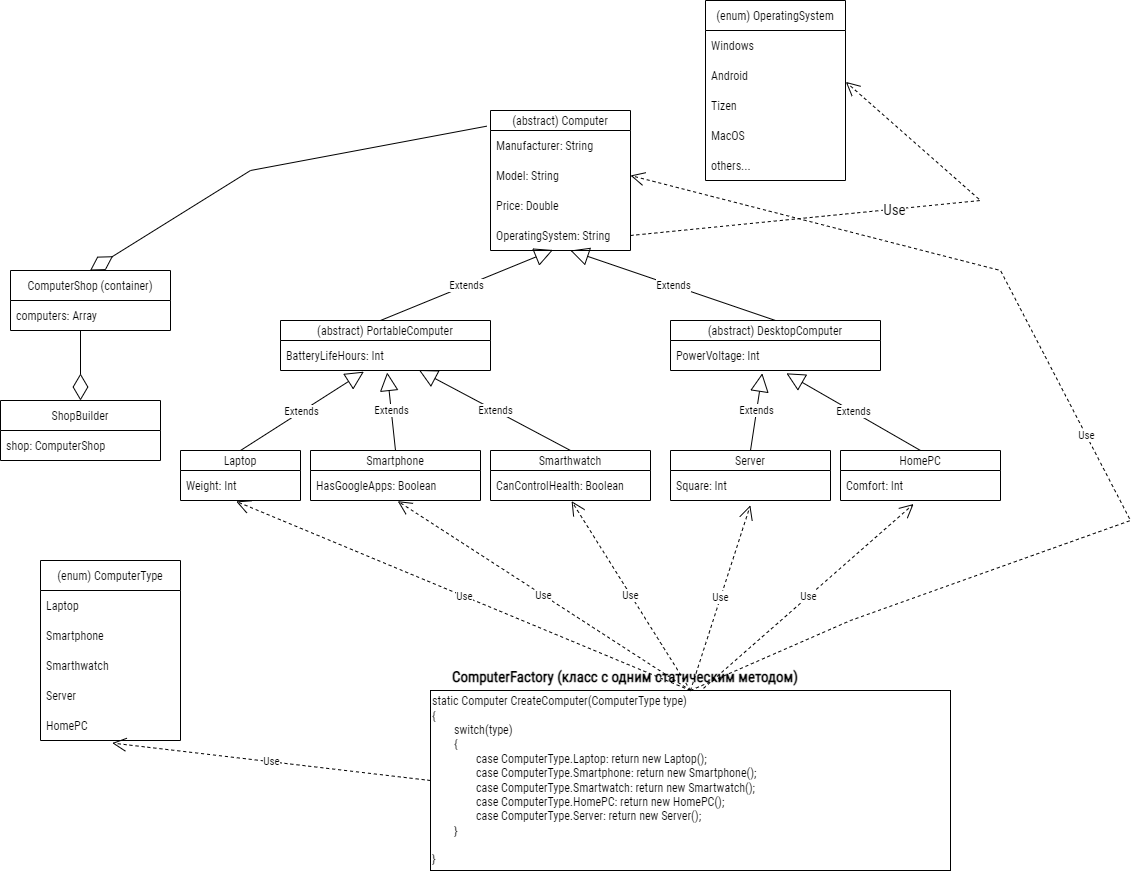 (enum) OperatingSystem
Windows
Android
Tizen
MacOS
others...
(abstract) Computer
Manufacturer: String
Model: String
Price: Double
OperatingSystem: String
Use
ComputerShop (container)
computers: Array
Extends
Extends
(abstract) PortableComputer
BatteryLifeHours: Int
(abstract) DesktopComputer
PowerVoltage: Int
ShopBuilder
shop: ComputerShop
Extends
Extends
Extends
Extends
Extends
Use
Laptop
Weight: Int
Smartphone
HasGoogleApps: Boolean
Smarthwatch
CanControlHealth: Boolean
Server
Square: Int
HomePC
Comfort: Int
(enum) ComputerType
Laptop
Smartphone
Smarthwatch
Server
HomePC
Use
Use
Use
Use
Use
ComputerFactory (класс с одним статическим методом)
static Computer CreateComputer(ComputerType type)
{
switch(type)
{
case ComputerType.Laptop: return new Laptop();
case ComputerType.Smartphone: return new Smartphone();
case ComputerType.Smartwatch: return new Smartwatch();
case ComputerType.HomePC: return new HomePC();
case ComputerType.Server: return new Server();
}
}
Use